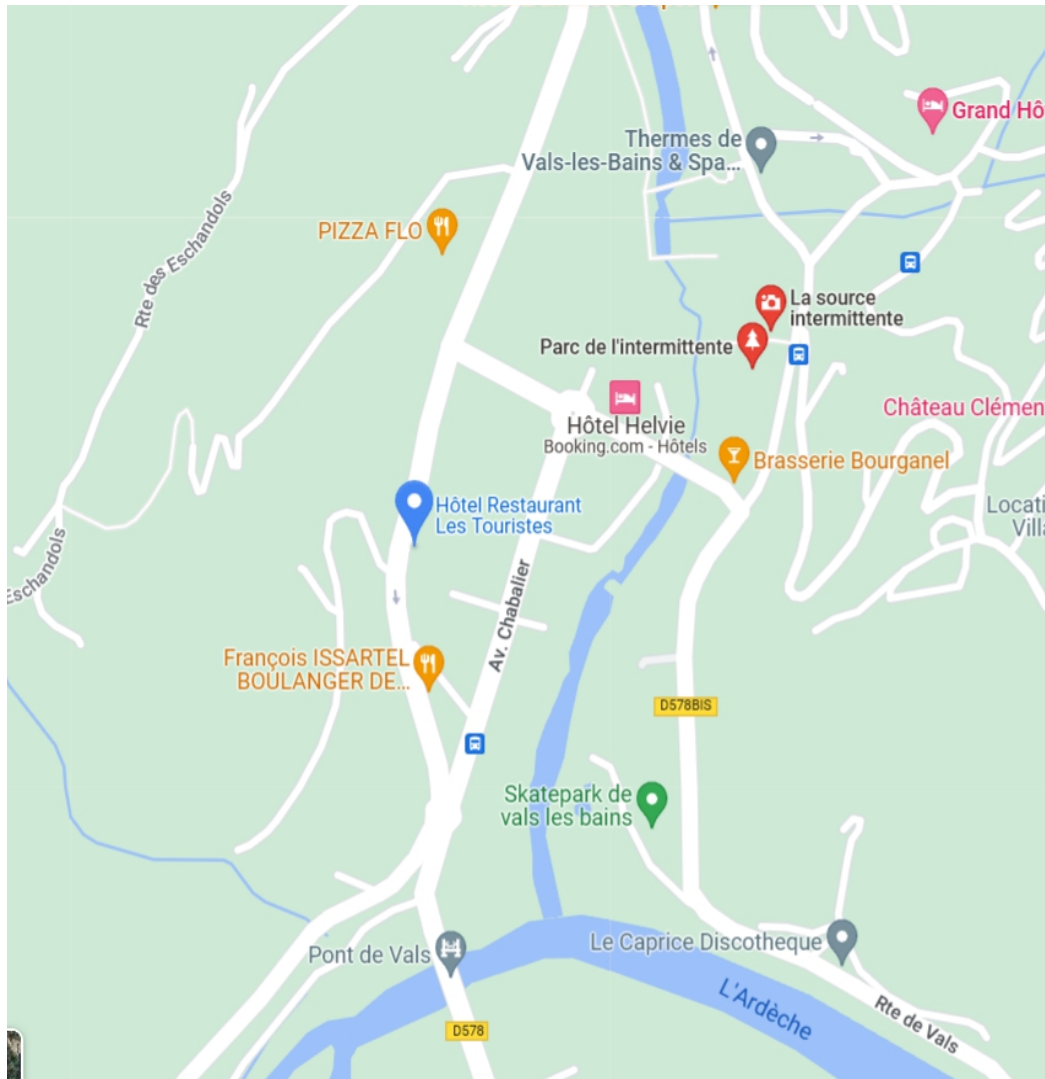 Grand Hô
Thermes de
Vals-les-Bains & Spa...
Rte des Eschandols
PIZZA FLO
La source
intermittente
Parc de l'intermittente
Hôtel Helvie
Booking.com - Hôtels
Château Clémen
Brasserie Bourganel
Hôtel Restaurant
Les Touristes
Locati
Villa
Eschandols
Av. Chabalier
François ISSARTEL
BOULANGER DE...
D578BIS
Skatepark de
vals les bains
Pont de Vals
Le Caprice Discotheque
L'Ardèche
Rte de Vals
D578